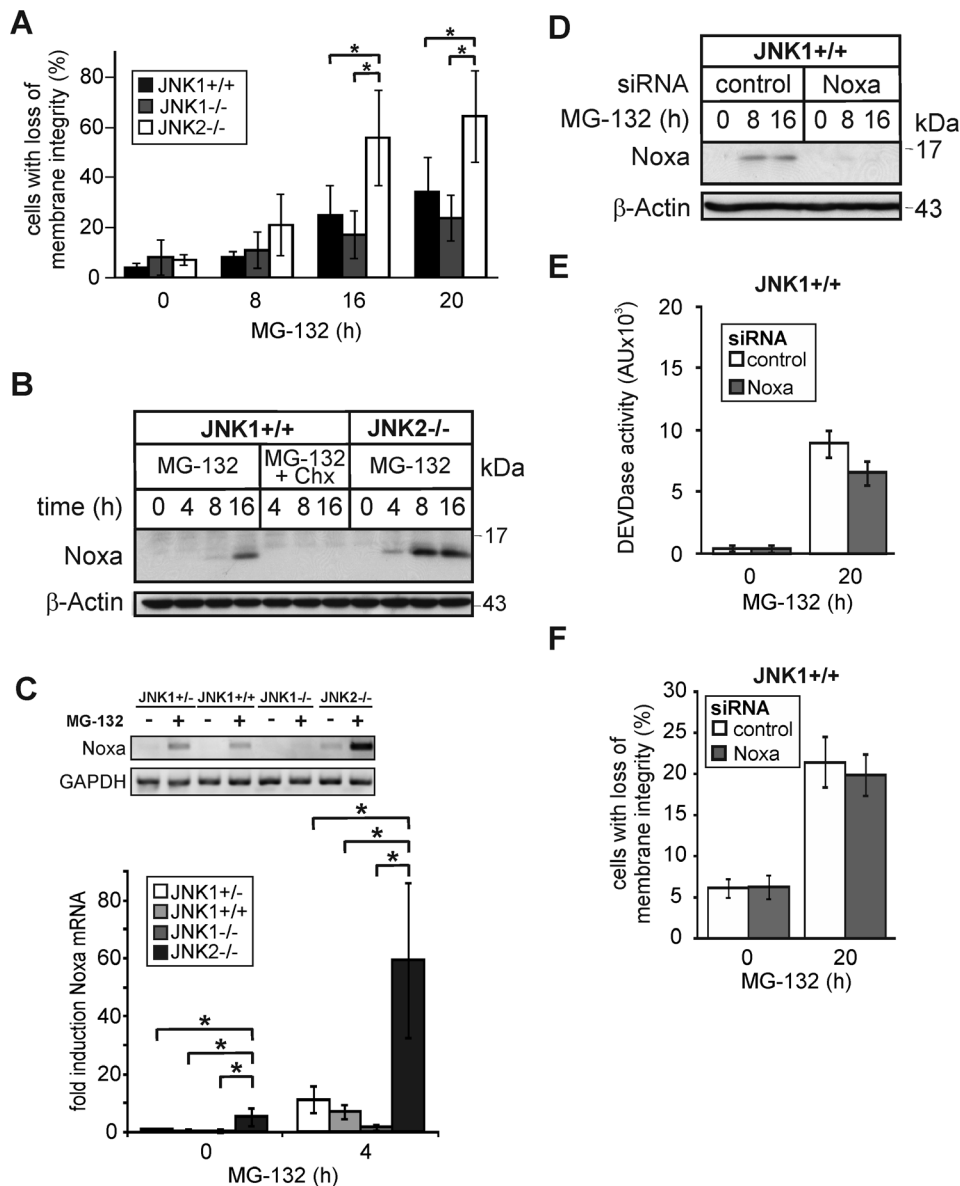 A
cells with loss of
membrane integrity (%)
80
60
40
20
0
JNK1+/+
JNK1-/-
JNK2-/-
* *
* *
0 8 16 20
MG-132 (h)
B
JNK1+/+ JNK2-/-
MG-132 MG-132 + Chx MG-132 kDa
time (h) 0 4 8 16 4 8 16 0 4 8 16
Noxa -17
β-Actin -43
C
JNK1+/- JNK1+/+ JNK1-/- JNK2-/-
MG-132 - + - + - + - +
Noxa
GAPDH
fold induction Noxa mRNA
80
60
40
20
0
JNK1+/-
JNK1+/+
JNK1-/-
JNK2-/-
* * *
* * *
0 4
MG-132 (h)
D
JNK1+/+
siRNA control Noxa
MG-132 (h) 0 8 16 0 8 16 kDa
Noxa -17
β-Actin -43
E
JNK1+/+
DEVDase activity (AUx10³)
20
15
10
5
0
siRNA
control
Noxa
0 20
MG-132 (h)
F
JNK1+/+
cells with loss of
membrane integrity (%)
30
25
20
15
10
5
0
siRNA
control
Noxa
0 20
MG-132 (h)